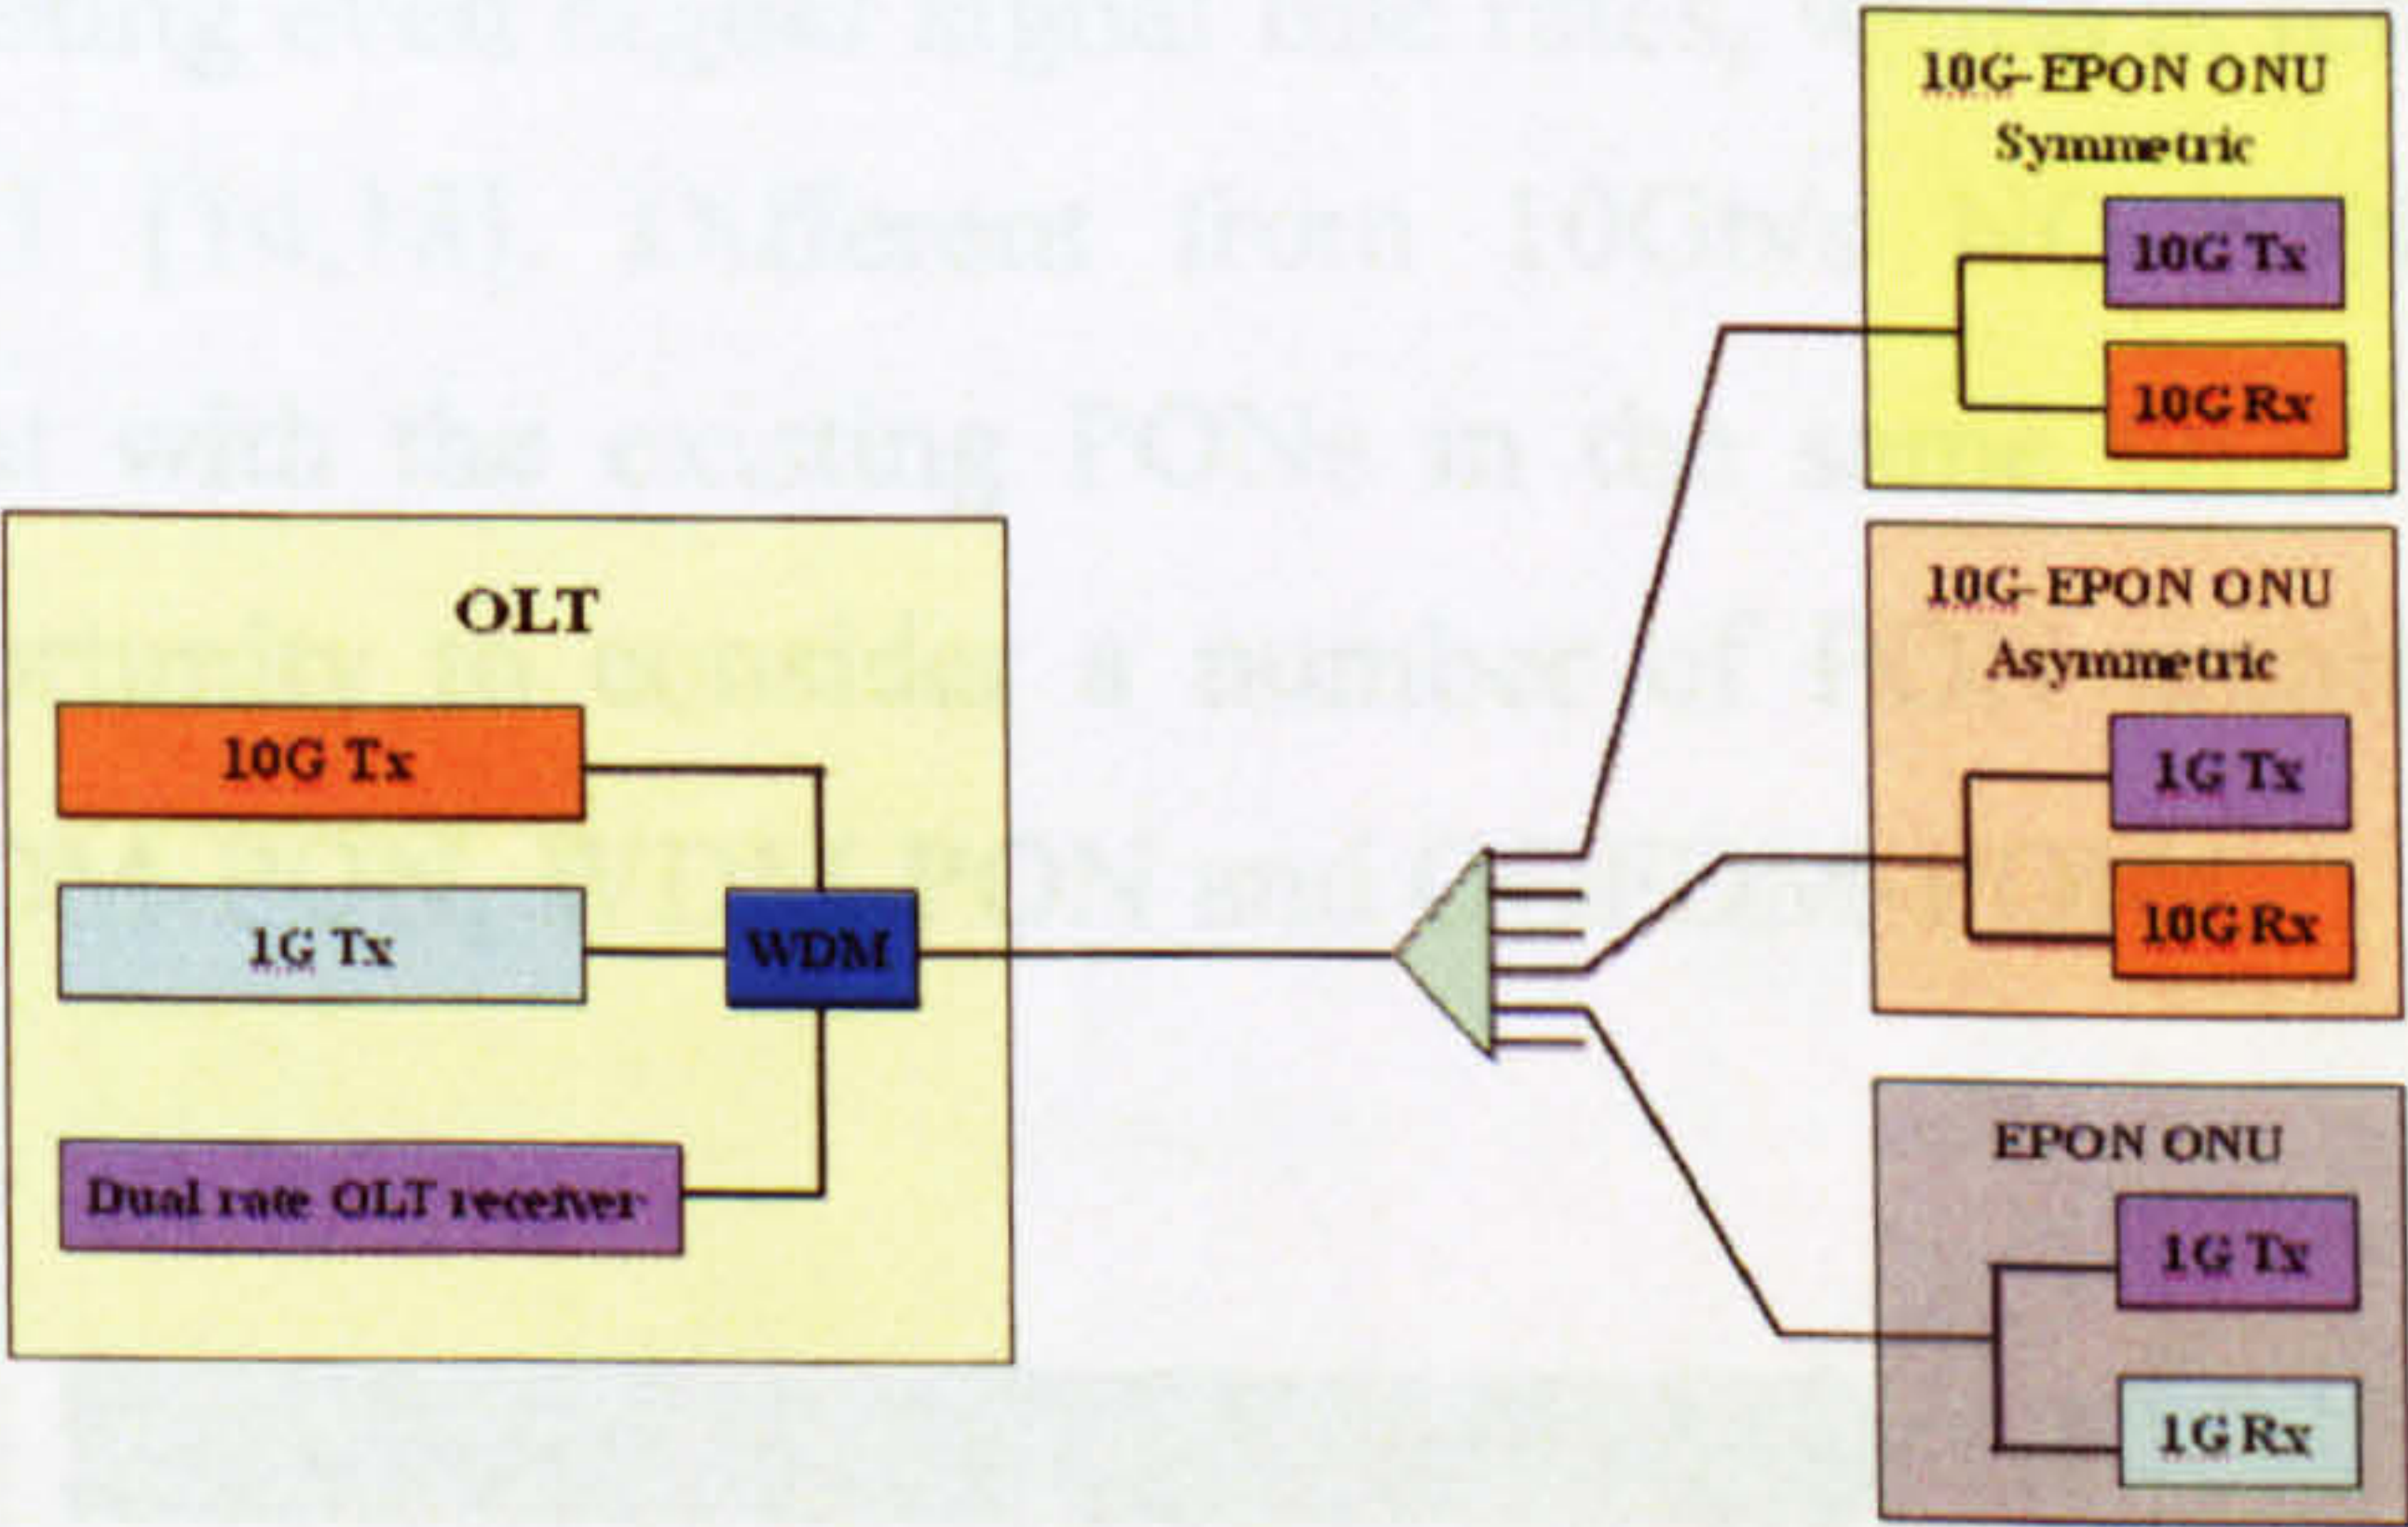 OLT
10G Tx
1G Tx
WDM
Dual rate OLT receiver
10G-EPON ONU
Symmetric
10G Tx
10G Rx
10G-EPON ONU
Asymmetric
1G Tx
10G Rx
EPON ONU
1G Tx
1G Rx